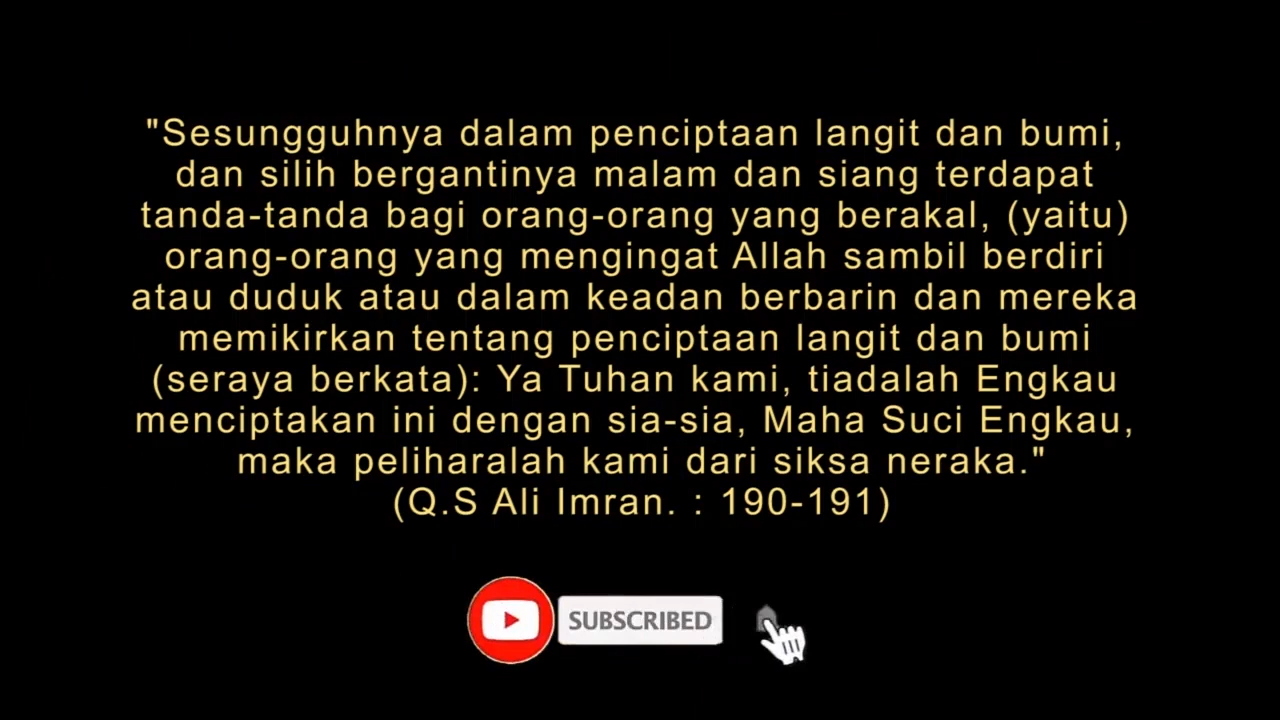 "Sesungguhnya dalam penciptaan langit dan bumi,
dan silih bergantinya malam dan siang terdapat
tanda-tanda bagi orang-orang yang berakal, (yaitu)
orang-orang yang mengingat Allah sambil berdiri
atau duduk atau dalam keadan berbarin dan mereka
memikirkan tentang penciptaan langit dan bumi
(seraya berkata): Ya Tuhan kami, tiadalah Engkau
menciptakan ini dengan sia-sia, Maha Suci Engkau,
maka peliharalah kami dari siksa neraka."
(Q.S Ali Imran. : 190-191)
SUBSCRIBED